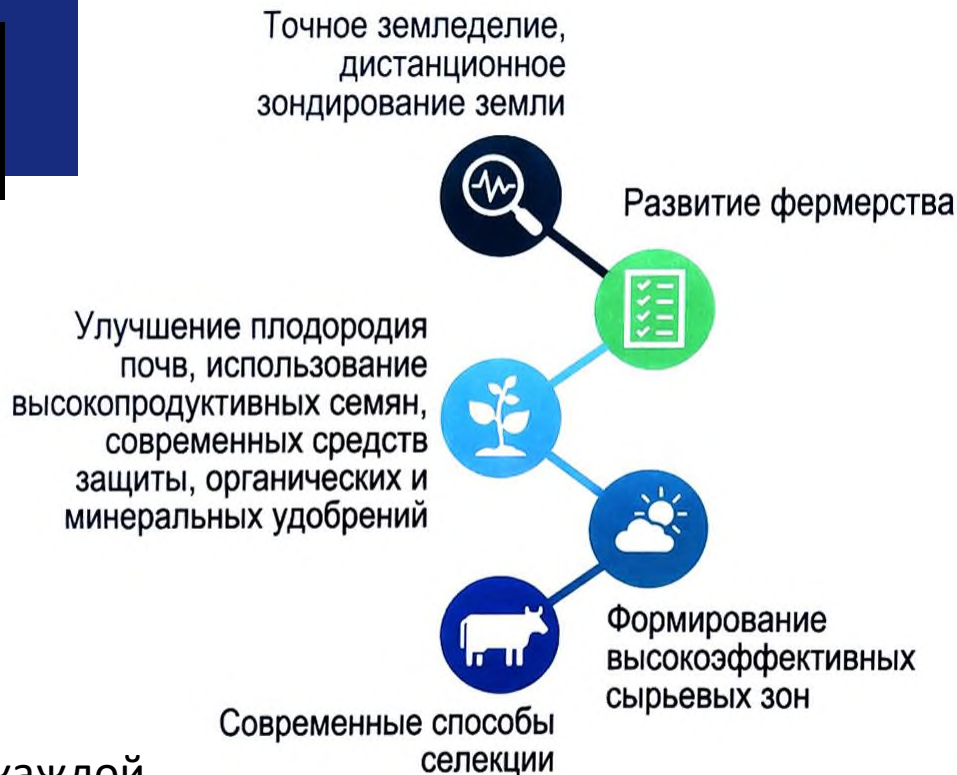 Точное земледелие,
дистанционное
зондирование земли
Развитие фермерства
Улучшение плодородия
почв, использование
высокопродуктивных семян,
современных средств
защиты, органических и
минеральных удобрений
Формирование
высокоэффективных
сырьевых зон
Современные способы
селекции
каждой